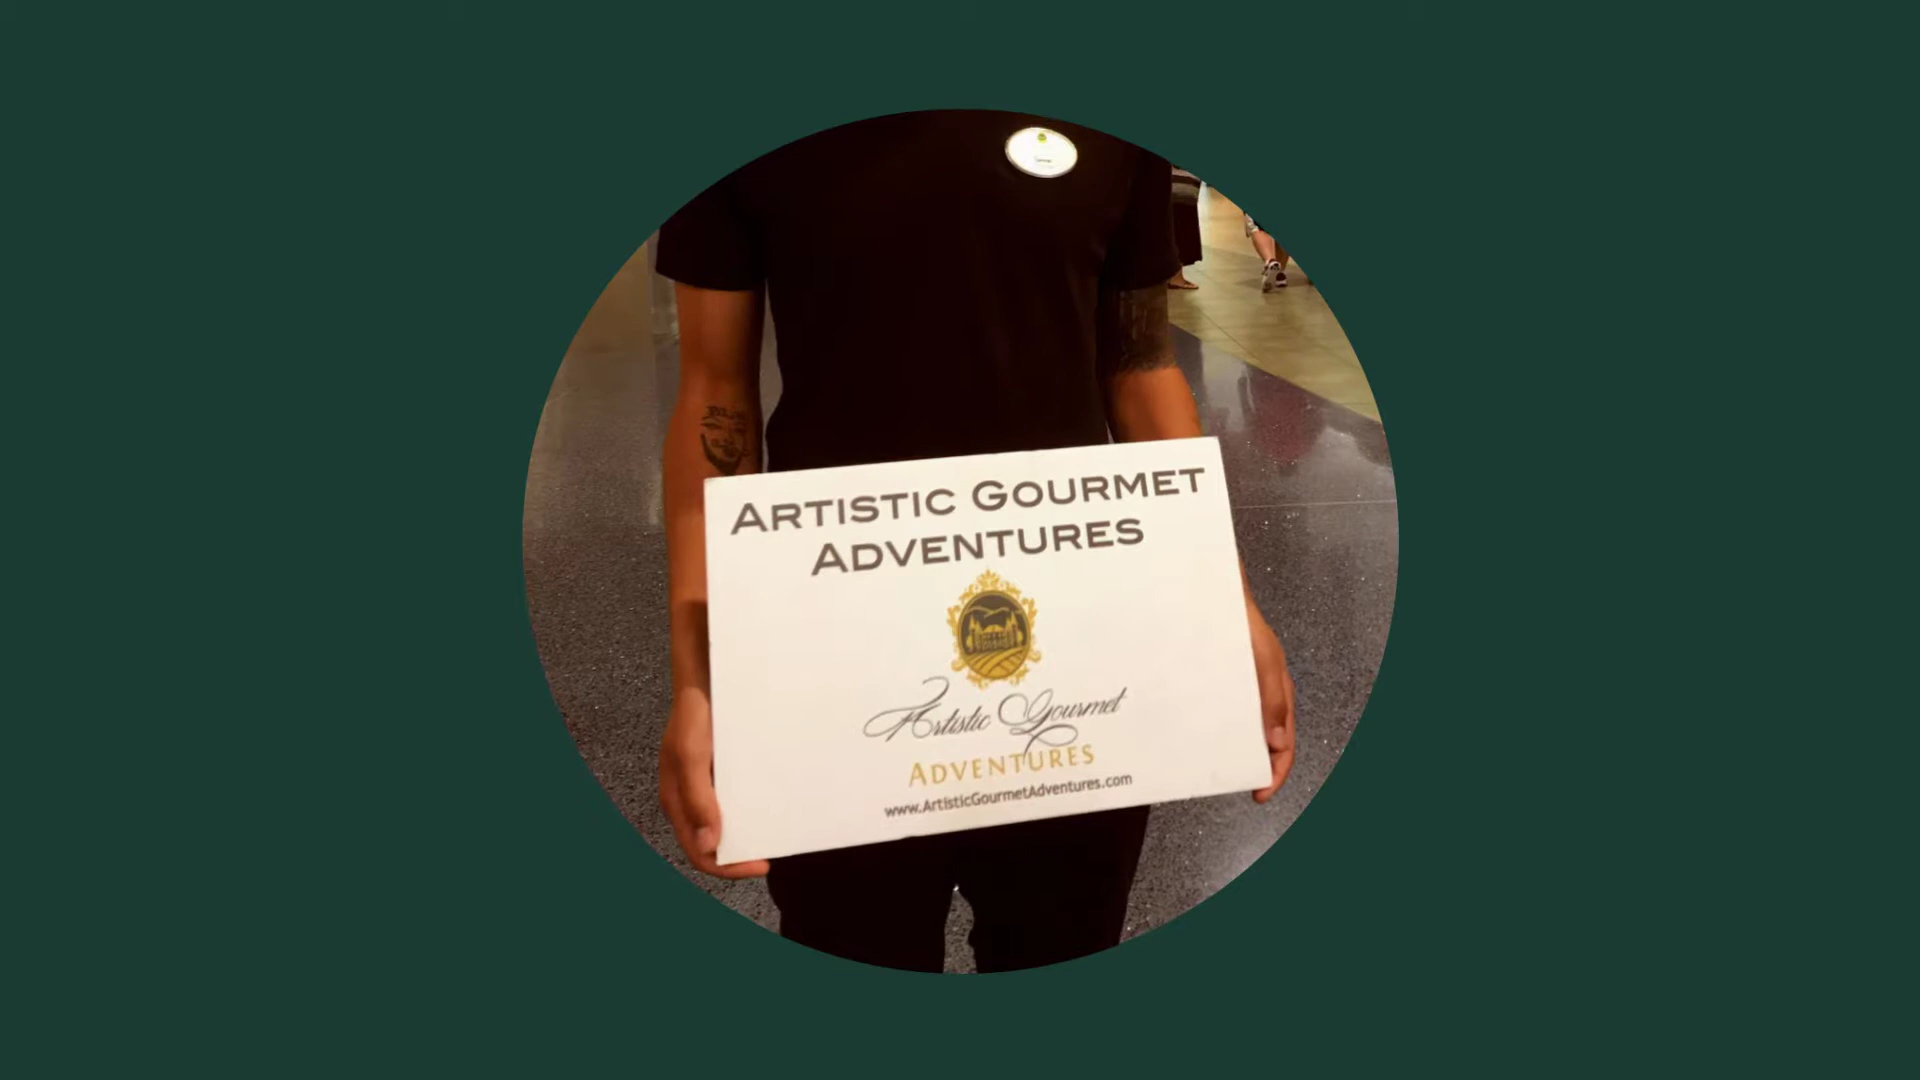 ARTISTIC GOURMET
ADVENTURES
Artistic Gourmet
ADVENTURES
www.ArtisticGourmetAdventures.com